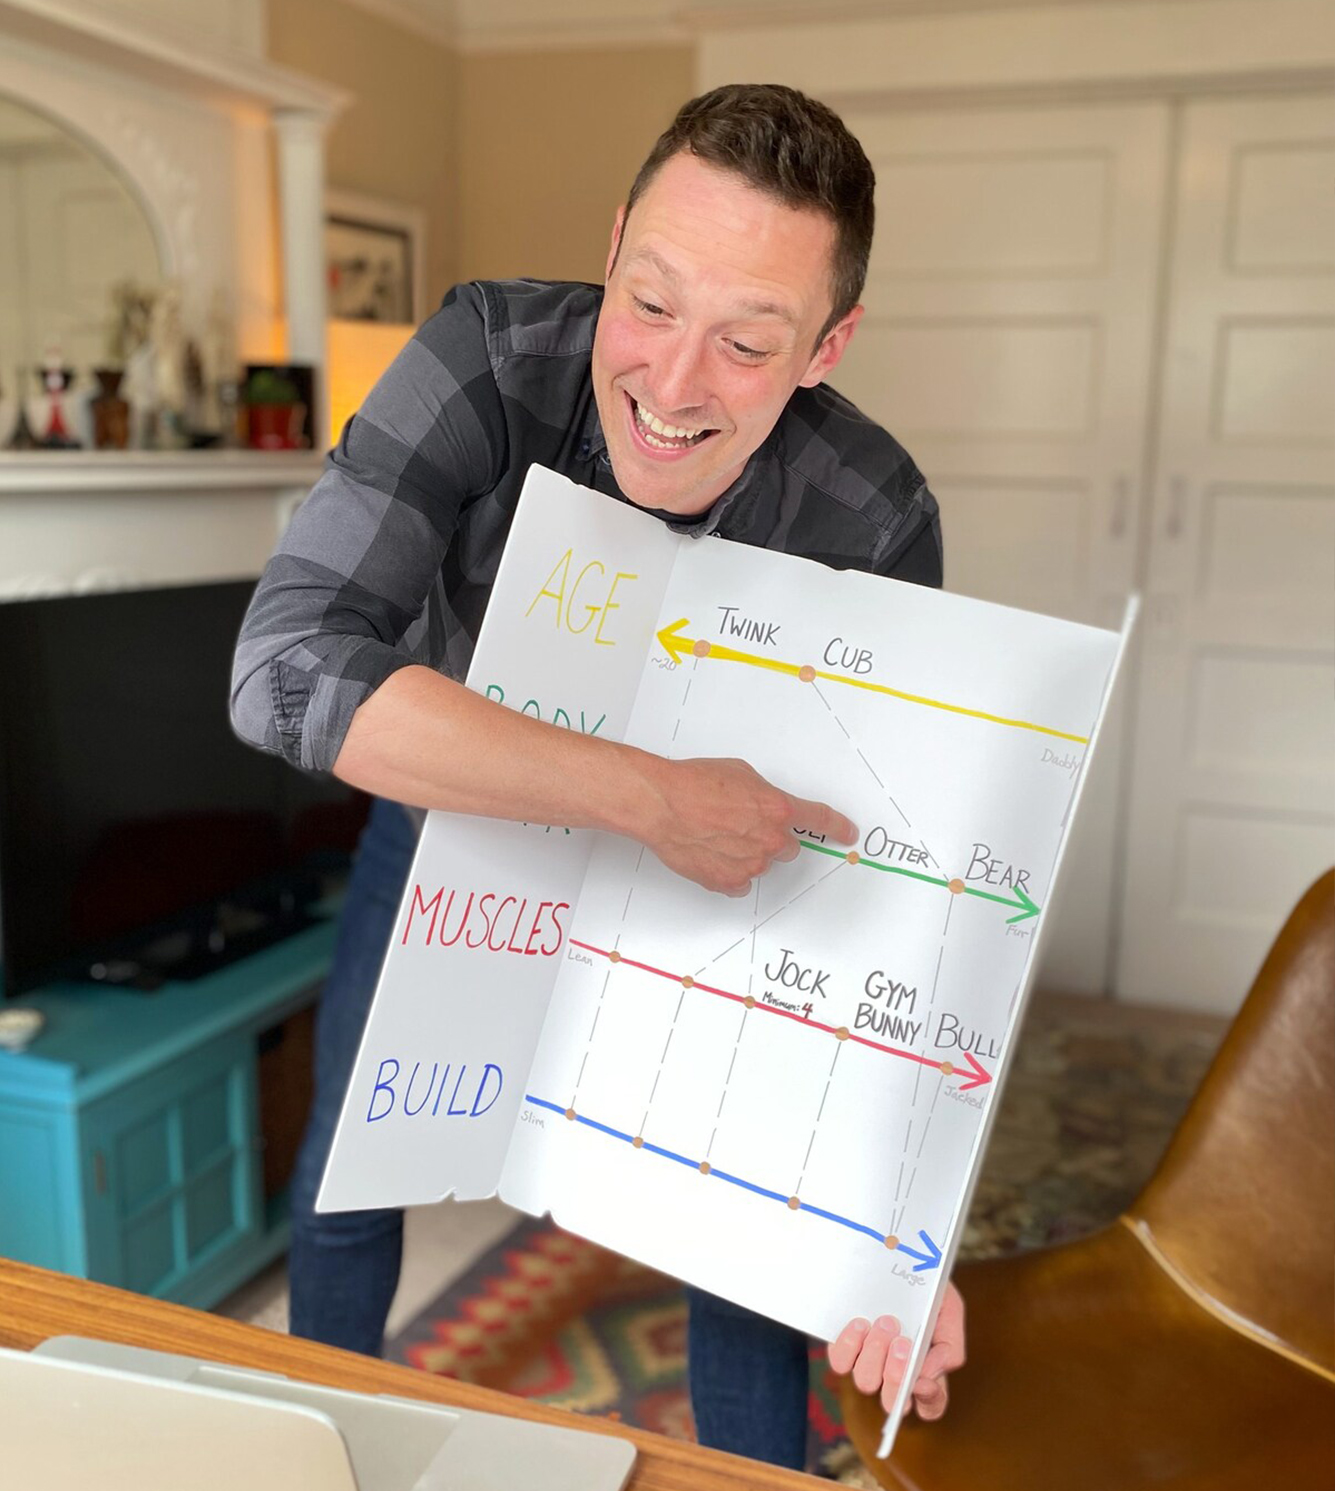 AGE
TWINK
CUB
~20
Daddy
BODY
OTTER
BEAR
Fur
MUSCLES
Lean
JOCK
Minimum: 4
GYM
BUNNY
BULL
Jacked
BUILD
Slim
Large